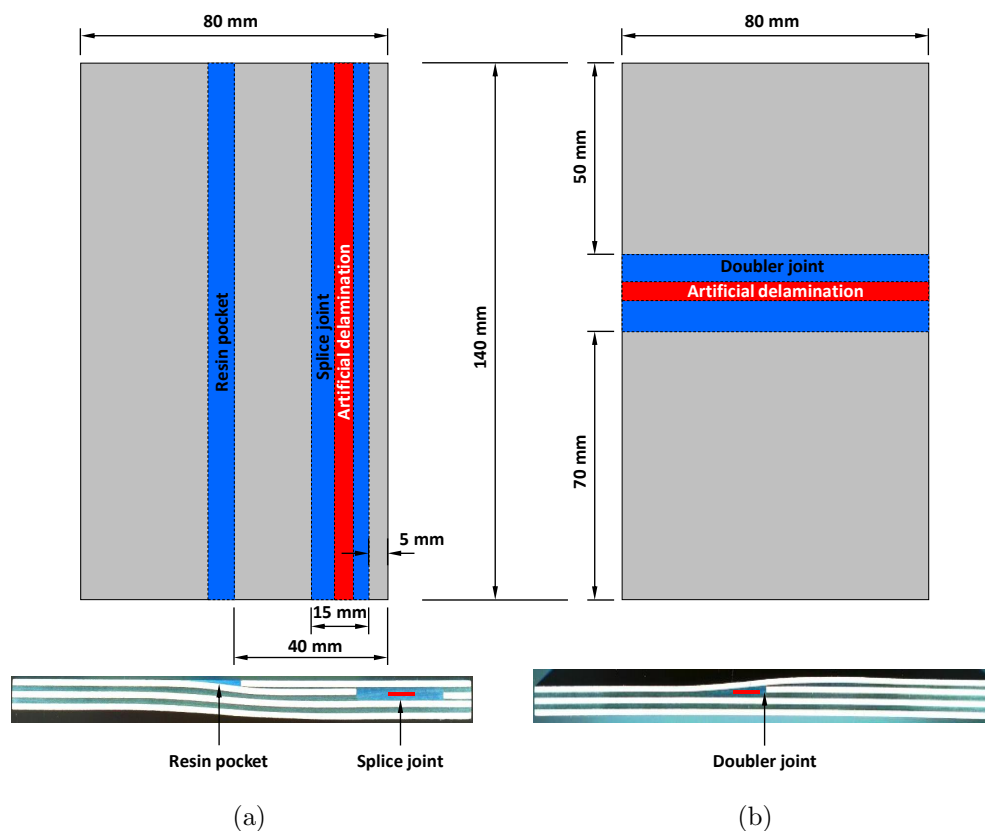 80 mm
80 mm
50 mm
Doubler joint
Artificial delamination
Resin pocket
Splice joint
Artificial delamination
140 mm
70 mm
5 mm
15 mm
40 mm
Resin pocket
Splice joint
Doubler joint
(a)
(b)